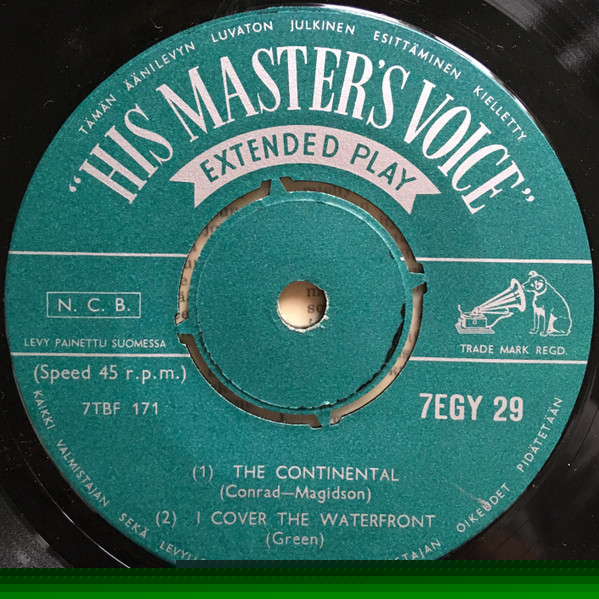 TÄMÄN ÄÄNILEVYN LUVATON JULKINEN ESITTÄMINEN KIELLETTY
"HIS MASTER'S VOICE"
EXTENDED PLAY
N. C. B.
LEVY PAINETTU SUOMESSA
TRADE MARK REGD.
(Speed 45 r.p.m.)
7TBF 171
7EGY 29
(1) THE CONTINENTAL
(Conrad—Magidson)
(2) I COVER THE WATERFRONT
(Green)
KAIKKI VALMISTAJAN SEKÄ OIKEUDET PIDÄTETÄÄN